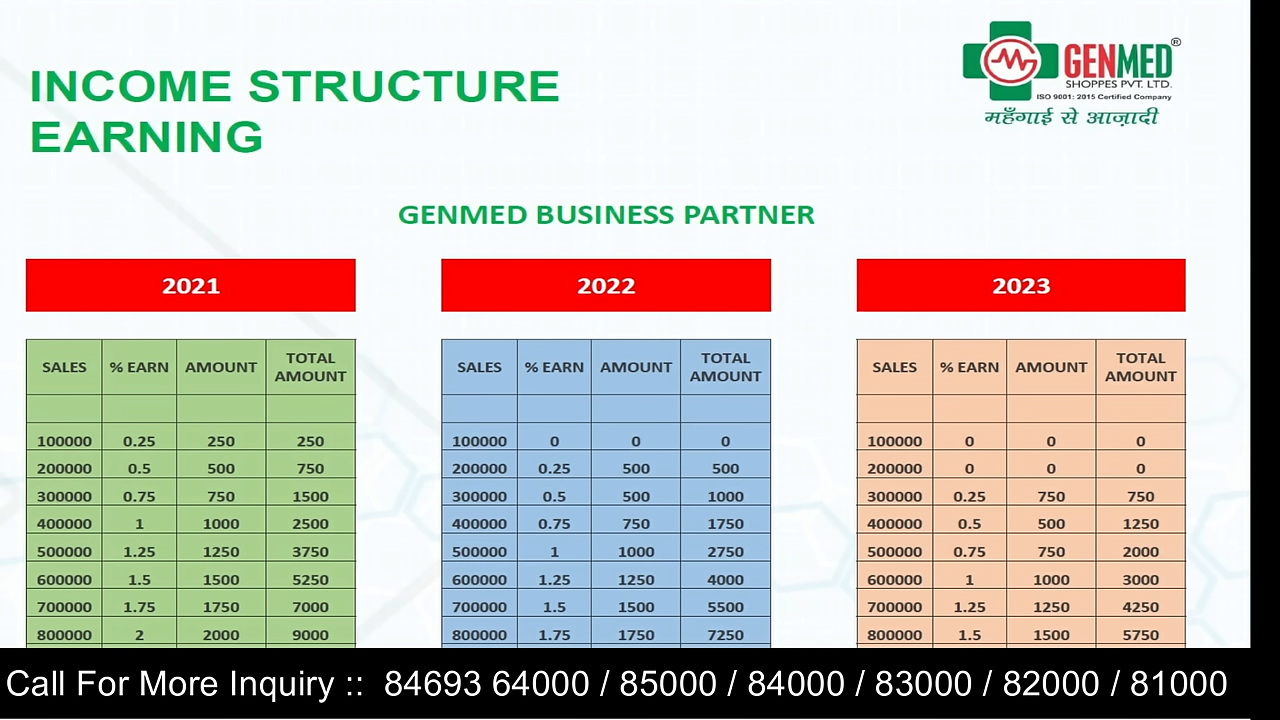 INCOME STRUCTURE
EARNING
GENMED®
SHOPPES PVT. LTD.
ISO 9001: 2015 Certified Company
महँगाई से आज़ादी
GENMED BUSINESS PARTNER
2021
SALES % EARN AMOUNT TOTAL AMOUNT
100000 0.25 250 250
200000 0.5 500 750
300000 0.75 750 1500
400000 1 1000 2500
500000 1.25 1250 3750
600000 1.5 1500 5250
700000 1.75 1750 7000
800000 2 2000 9000
2022
SALES % EARN AMOUNT TOTAL AMOUNT
100000 0 0 0
200000 0.25 500 500
300000 0.5 500 1000
400000 0.75 750 1750
500000 1 1000 2750
600000 1.25 1250 4000
700000 1.5 1500 5500
800000 1.75 1750 7250
2023
SALES % EARN AMOUNT TOTAL AMOUNT
100000 0 0 0
200000 0 0 0
300000 0.25 750 750
400000 0.5 500 1250
500000 0.75 750 2000
600000 1 1000 3000
700000 1.25 1250 4250
800000 1.5 1500 5750
Call For More Inquiry :: 84693 64000 / 85000 / 84000 / 83000 / 82000 / 81000